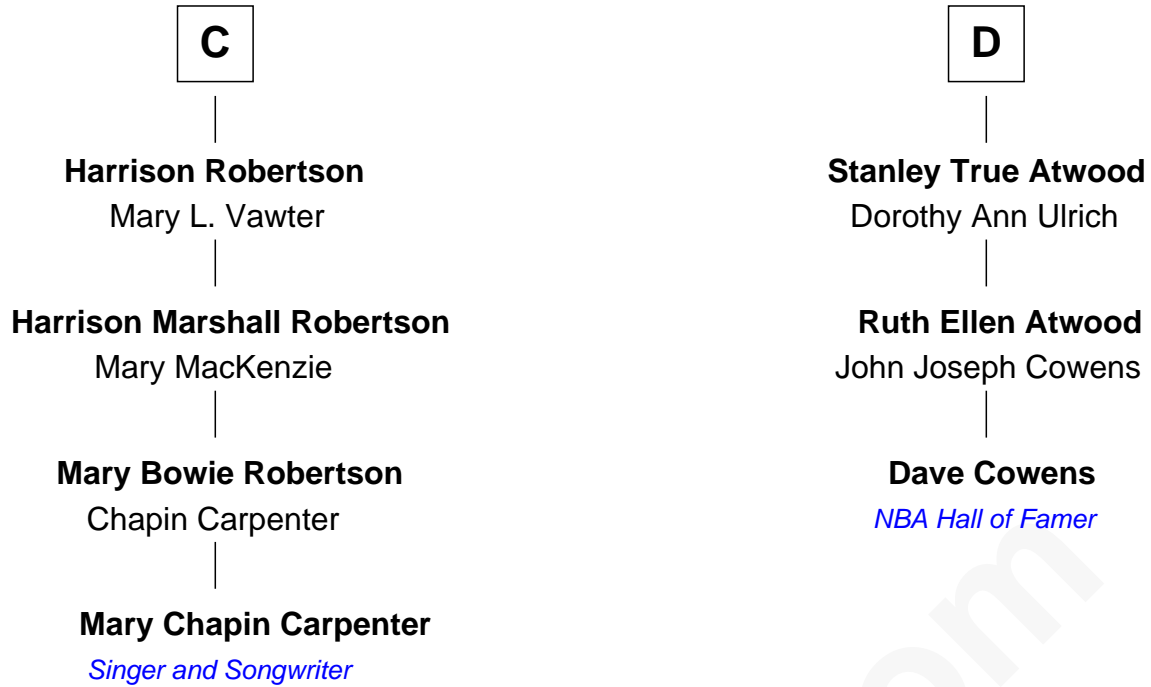 C
Harrison Robertson
Mary L. Vawter
Harrison Marshall Robertson
Mary MacKenzie
Mary Bowie Robertson
Chapin Carpenter
Mary Chapin Carpenter
Singer and Songwriter
D
Stanley True Atwood
Dorothy Ann Ulrich
Ruth Ellen Atwood
John Joseph Cowens
Dave Cowens
NBA Hall of Famer